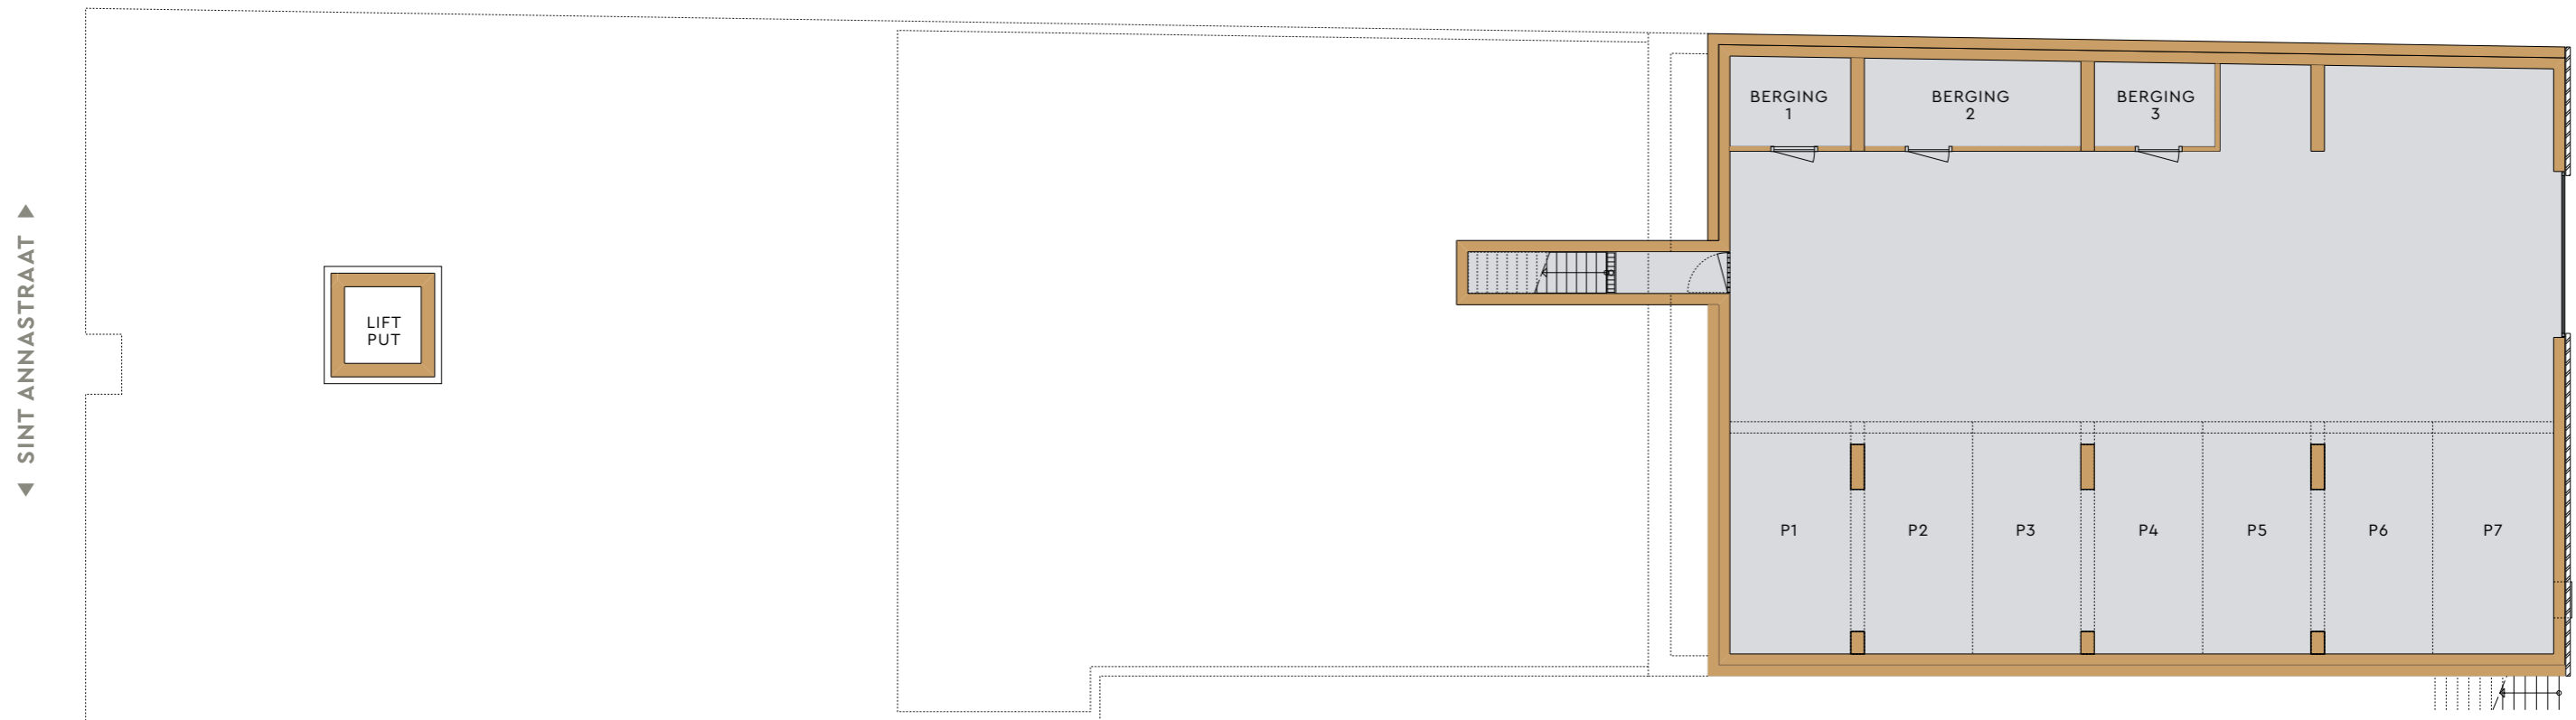 ◀ SINT ANNASTRAAT ▶
LIFT
PUT
BERGING
1
BERGING
2
BERGING
3
P1
P2
P3
P4
P5
P6
P7